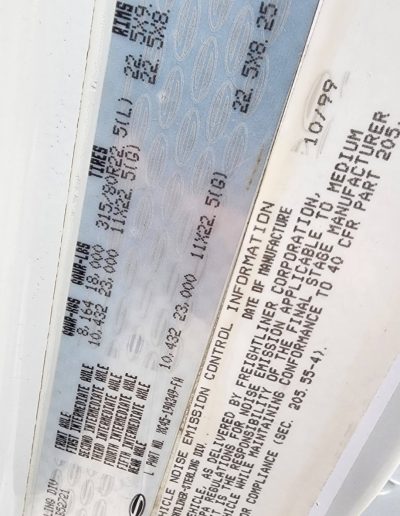 GAWR-KGS GAWR-LBS TIRES RIMS
FRONT AXLE 8,164 18,000 315/80R22.5(L) 22.5X9
FIRST INTERMEDIATE AXLE 10,432 23,000 11X22.5(G) 22.5X8.
SECOND INTERMEDIATE AXLE
THIRD INTERMEDIATE AXLE
FOURTH INTERMEDIATE AXLE
FIFTH INTERMEDIATE AXLE
REAR AXLE 10,432 23,000 11X22.5(G) 22.5X8.25
PART NO.
VEHICLE NOISE EMISSION CONTROL INFORMATION
STERLING DIV. DATE OF MANUFACTURE 10/99
VEHICLE, AS DELIVERED BY FREIGHTLINER CORPORATION,
REGULATIONS FOR NOISE EMISSION APPLICABLE TO MEDIUM
IT IS THE RESPONSIBILITY OF THE FINAL STAGE MANUFACTURER
VEHICLE WHILE MAINTAINING CONFORMANCE TO 40 CFR PART 205.
FOR COMPLIANCE (SEC. 205.55-4).